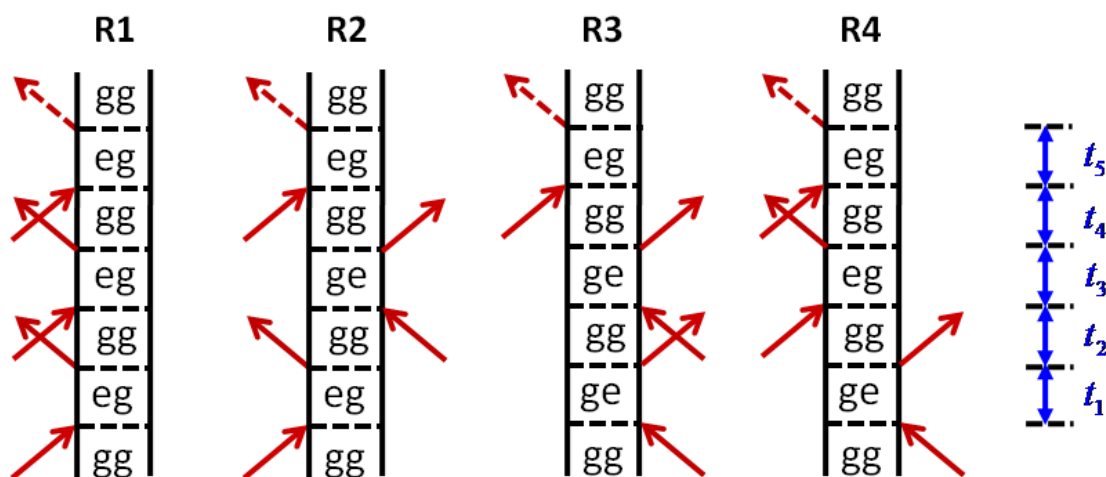 R1 R2 R3 R4
gg gg gg gg
eg eg eg eg t5
gg gg gg gg t4
eg ge ge eg t3
gg gg gg gg t2
eg eg ge ge t1
gg gg gg gg